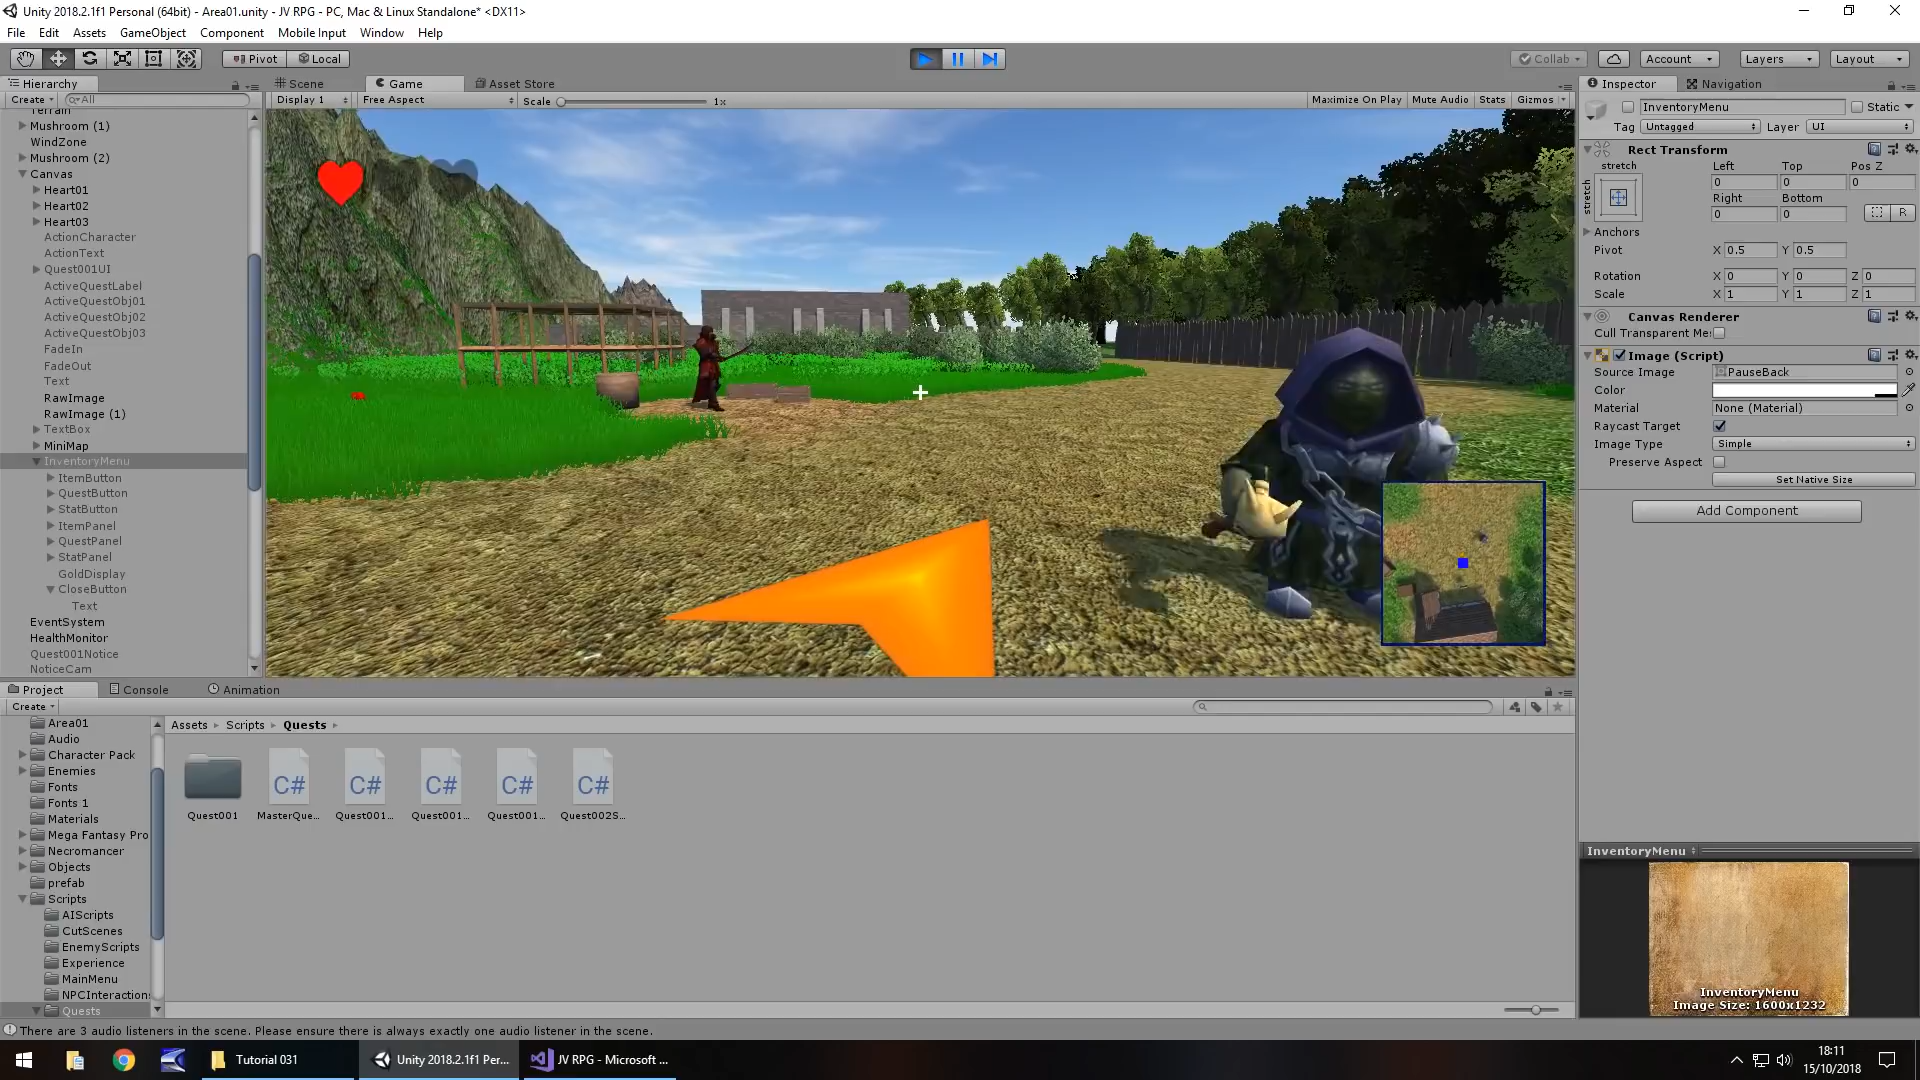 Unity 2018.2.1f1 Personal (64bit) - Area01.unity - JV RPG - PC, Mac & Linux Standalone* <DX11>
File Edit Assets GameObject Component Mobile Input Window Help
Pivot Local Collab Account Layers Layout
Hierarchy Scene Game Asset Store Inspector Navigation
Create All Display 1 Free Aspect Scale 1x Maximize On Play Mute Audio Stats Gizmos
Terrain
Mushroom (1)
WindZone
Mushroom (2)
Canvas
Heart01
Heart02
Heart03
ActionCharacter
ActionText
Quest001UI
ActiveQuestLabel
ActiveQuestObj01
ActiveQuestObj02
ActiveQuestObj03
FadeIn
FadeOut
Text
RawImage
RawImage (1)
TextBox
MiniMap
InventoryMenu
ItemButton
QuestButton
StatButton
ItemPanel
QuestPanel
StatPanel
GoldDisplay
CloseButton
Text
EventSystem
HealthMonitor
Quest001Notice
NoticeCam
InventoryMenu Static
Tag Untagged Layer UI
Rect Transform
stretch Left Top Pos Z
stretch
0 0 0
Right Bottom
0 0 R
Anchors
Pivot X 0.5 Y 0.5
Rotation X 0 Y 0 Z 0
Scale X 1 Y 1 Z 1
Canvas Renderer
Cull Transparent Me
Image (Script)
Source Image PauseBack
Color
Material None (Material)
Raycast Target
Image Type Simple
Preserve Aspect
Set Native Size
Add Component
InventoryMenu
InventoryMenu
Image Size: 1600x1232
Project Console Animation
Create
Area01
Audio
Character Pack
Enemies
Fonts
Fonts 1
Materials
Mega Fantasy Pro
Necromancer
Objects
prefab
Scripts
AIScripts
CutScenes
EnemyScripts
Experience
MainMenu
NPCInteractions
Quests
Assets Scripts Quests
C# C# C# C# C#
Quest001 MasterQue... Quest001... Quest001... Quest001... Quest002S...
There are 3 audio listeners in the scene. Please ensure there is always exactly one audio listener in the scene.
Tutorial 031 Unity 2018.2.1f1 Per... JV RPG - Microsoft ...
18:11
15/10/2018